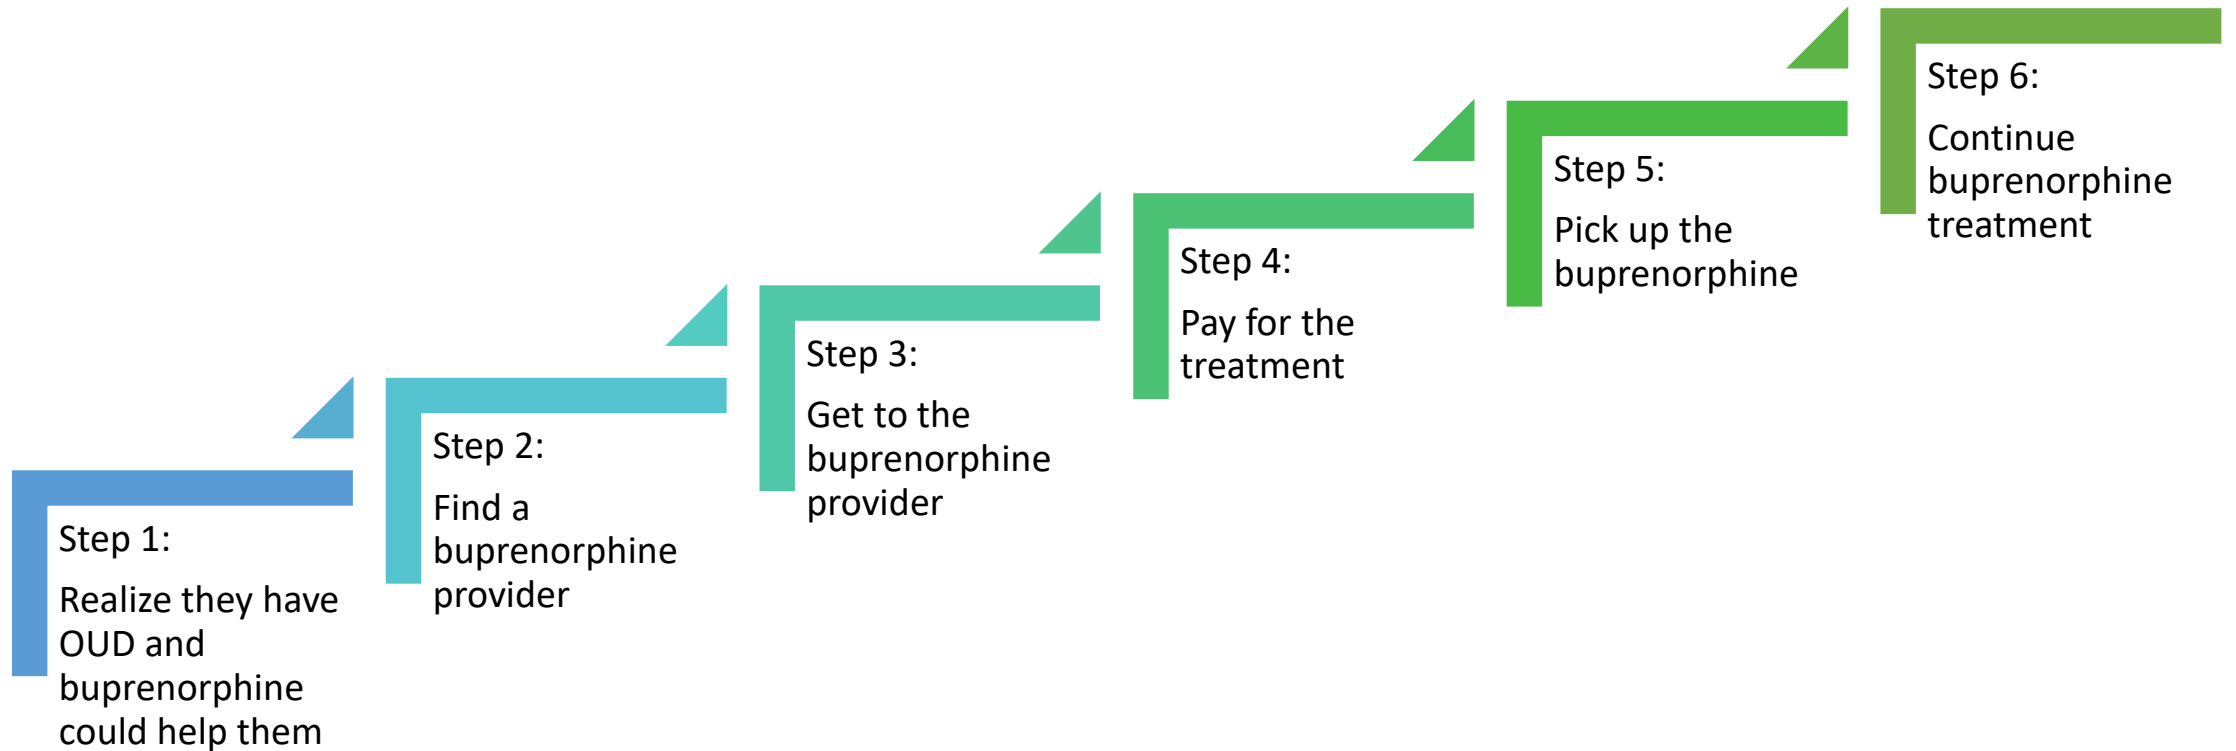 Step 1:
Realize they have
OUD and
buprenorphine
could help them
Step 2:
Find a
buprenorphine
provider
Step 3:
Get to the
buprenorphine
provider
Step 4:
Pay for the
treatment
Step 5:
Pick up the
buprenorphine
Step 6:
Continue
buprenorphine
treatment